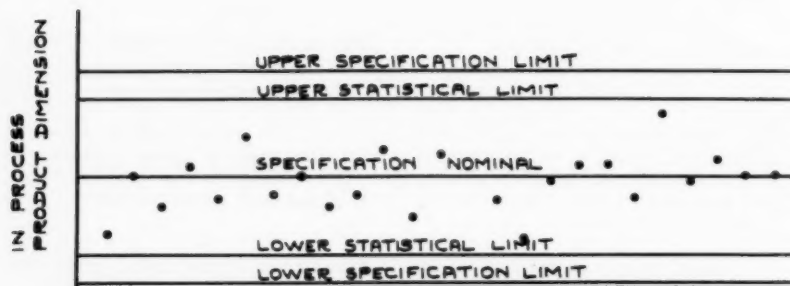 IN PROCESS
PRODUCT DIMENSION
UPPER SPECIFICATION LIMIT
UPPER STATISTICAL LIMIT
SPECIFICATION NOMINAL
LOWER STATISTICAL LIMIT
LOWER SPECIFICATION LIMIT